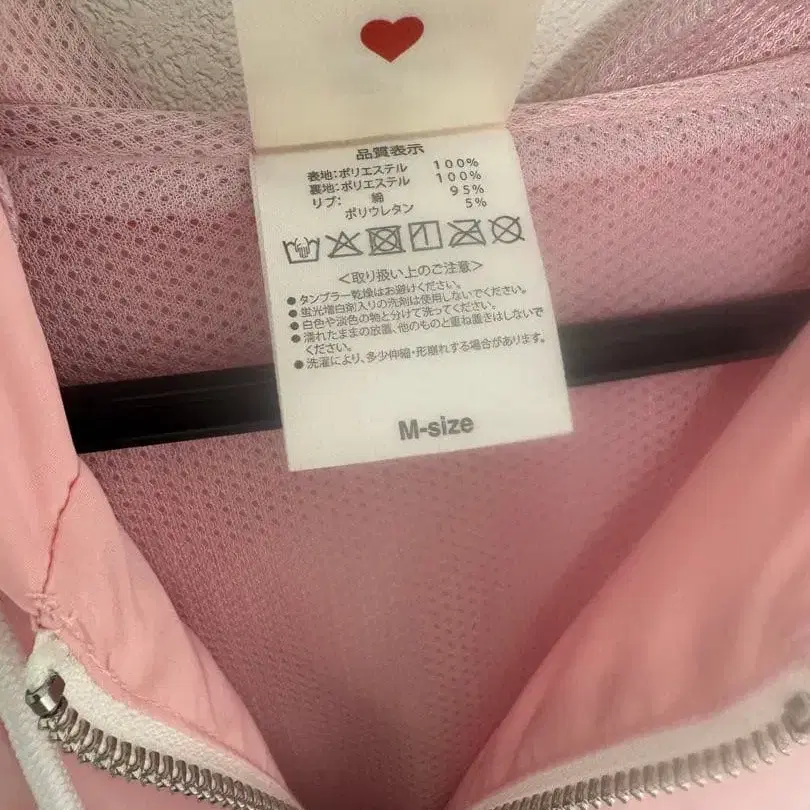 品質表示
表地:ポリエステル 100%
裏地:ポリエステル 100%
リブ: 綿 95%
ポリウレタン 5%
<取り扱い上のご注意>
●タンブラー乾燥はお避けください。
●蛍光増白剤入りの洗剤は使用しないでください。
●白色や淡色の物と分けて洗ってください。
●濡れたままの放置、他のものと重ね置きはしないで
ください。
●洗濯により、多少伸縮・形崩れする場合があります。
M-size